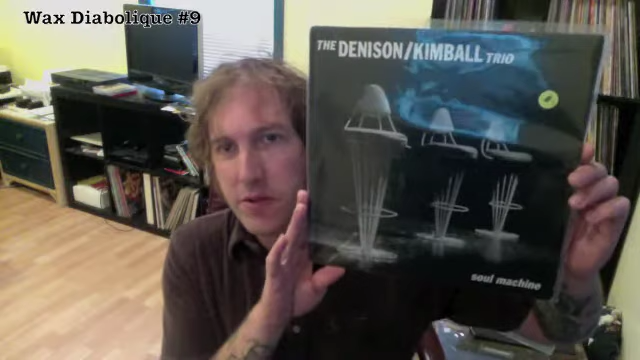 Wax Diabolique #9
THE DENISON/KIMBALL TRIO
soul machine